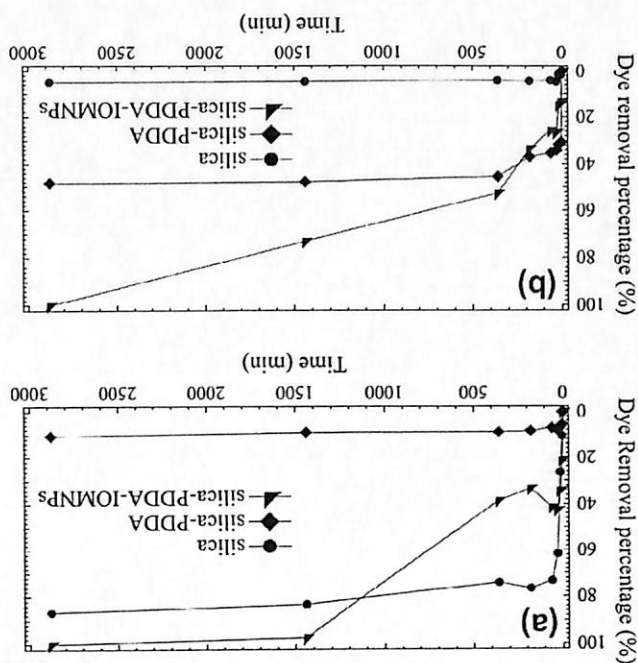 (a)
Dye Removal percentage (%)
100
80
60
40
20
0
silica
silica-PDDA
silica-PDDA-IOMNPs
0 500 1000 1500 2000 2500 3000
Time (min)
(b)
Dye removal percentage (%)
100
80
60
40
20
0
silica
silica-PDDA
silica-PDDA-IOMNPs
0 500 1000 1500 2000 2500 3000
Time (min)